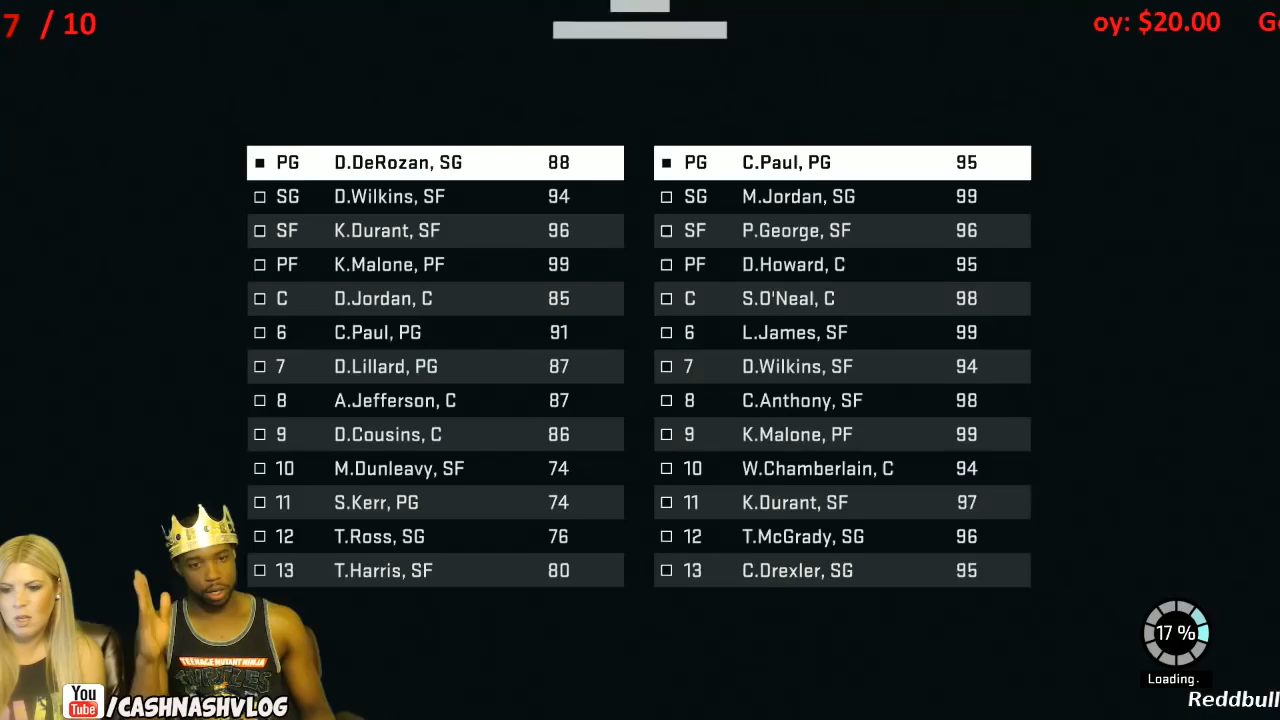 7 / 10
oy: $20.00 G
PG D.DeRozan, SG 88
SG D.Wilkins, SF 94
SF K.Durant, SF 96
PF K.Malone, PF 99
C D.Jordan, C 85
6 C.Paul, PG 91
7 D.Lillard, PG 87
8 A.Jefferson, C 87
9 D.Cousins, C 86
10 M.Dunleavy, SF 74
11 S.Kerr, PG 74
12 T.Ross, SG 76
13 T.Harris, SF 80
PG C.Paul, PG 95
SG M.Jordan, SG 99
SF P.George, SF 96
PF D.Howard, C 95
C S.O'Neal, C 98
6 L.James, SF 99
7 D.Wilkins, SF 94
8 C.Anthony, SF 98
9 K.Malone, PF 99
10 W.Chamberlain, C 94
11 K.Durant, SF 97
12 T.McGrady, SG 96
13 C.Drexler, SG 95
17 %
Loading.
Reddbull
TEENAGE MUTANT NINJA
TURTLES
You Tube /CASHNASHVLOG